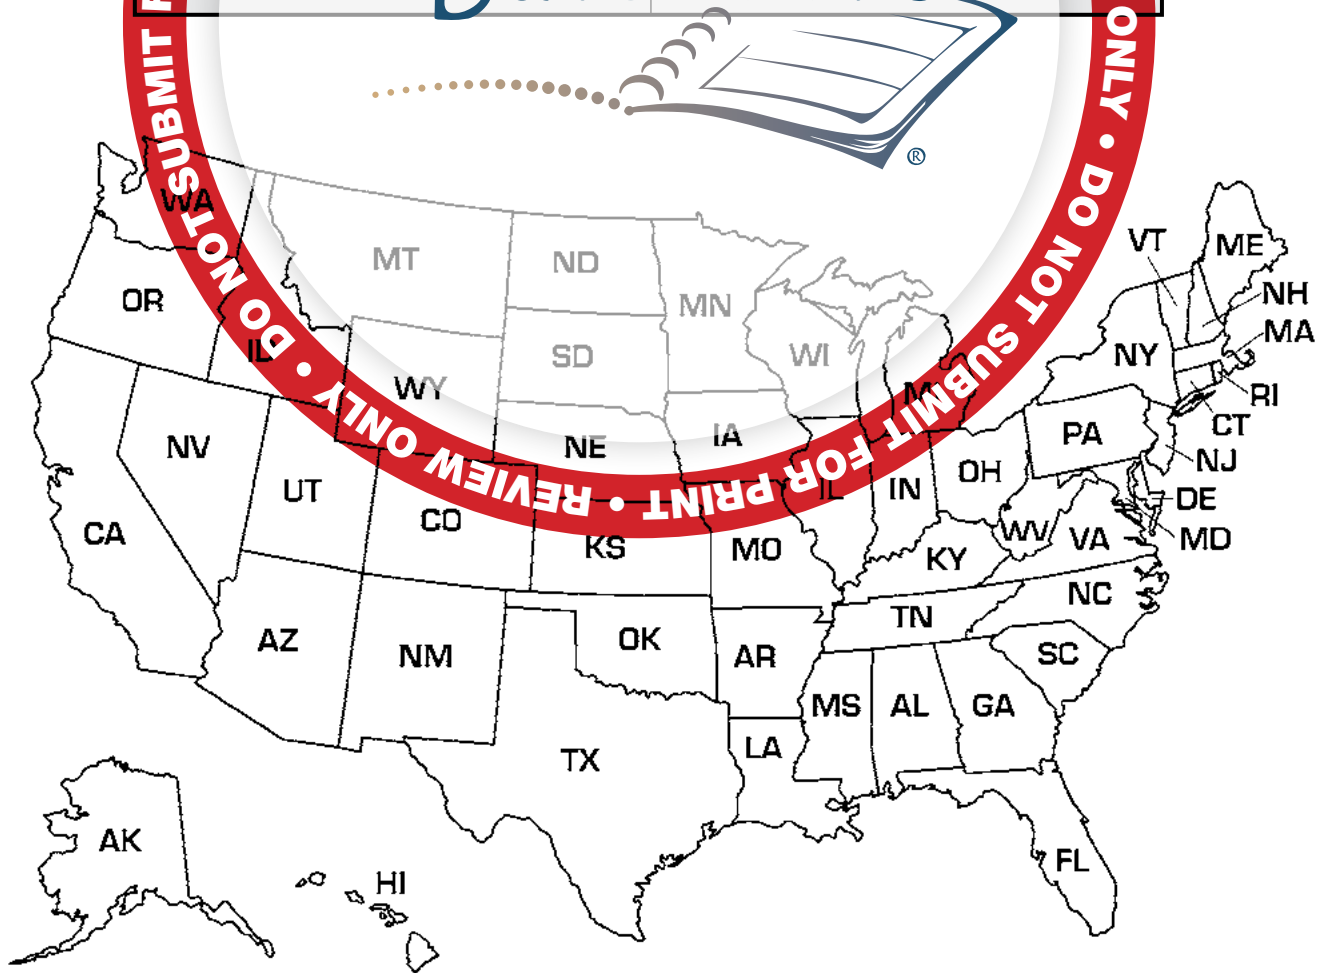 SUBMIT
DO NOT
REVIEW ONLY • DO NOT SUBMIT FOR PRINT •
ONLY • DO NOT SUBMIT FOR PRINT
®
WA
MT
ND
MN
VT
ME
OR
NH
MA
ID
SD
WI
NY
WY
MI
RI
CT
NV
NE
IA
PA
NJ
UT
CO
IL
IN
OH
DE
CA
KS
MO
KY
WV
VA
MD
AZ
NM
OK
AR
TN
NC
SC
MS
AL
GA
TX
LA
AK
HI
FL